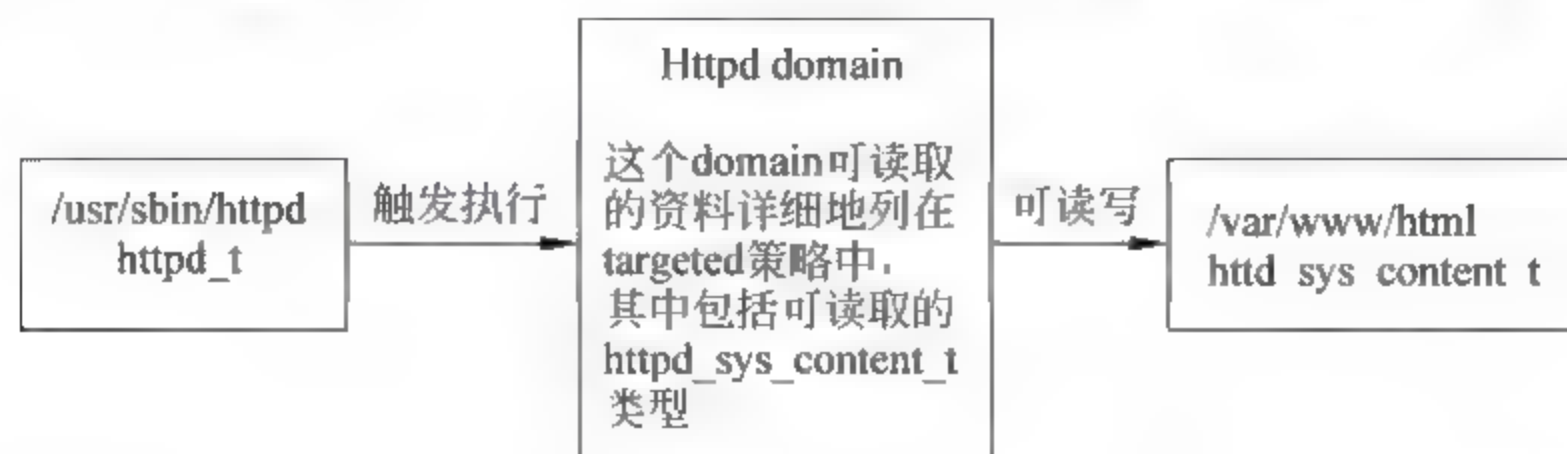 /usr/sbin/httpd
httpd_t
触发执行
Httpd domain
这个domain可读取
的资料详细地列在
targeted策略中，
其中包括可读取的
httpd_sys_content_t
类型
可读写
/var/www/html
httd sys content t